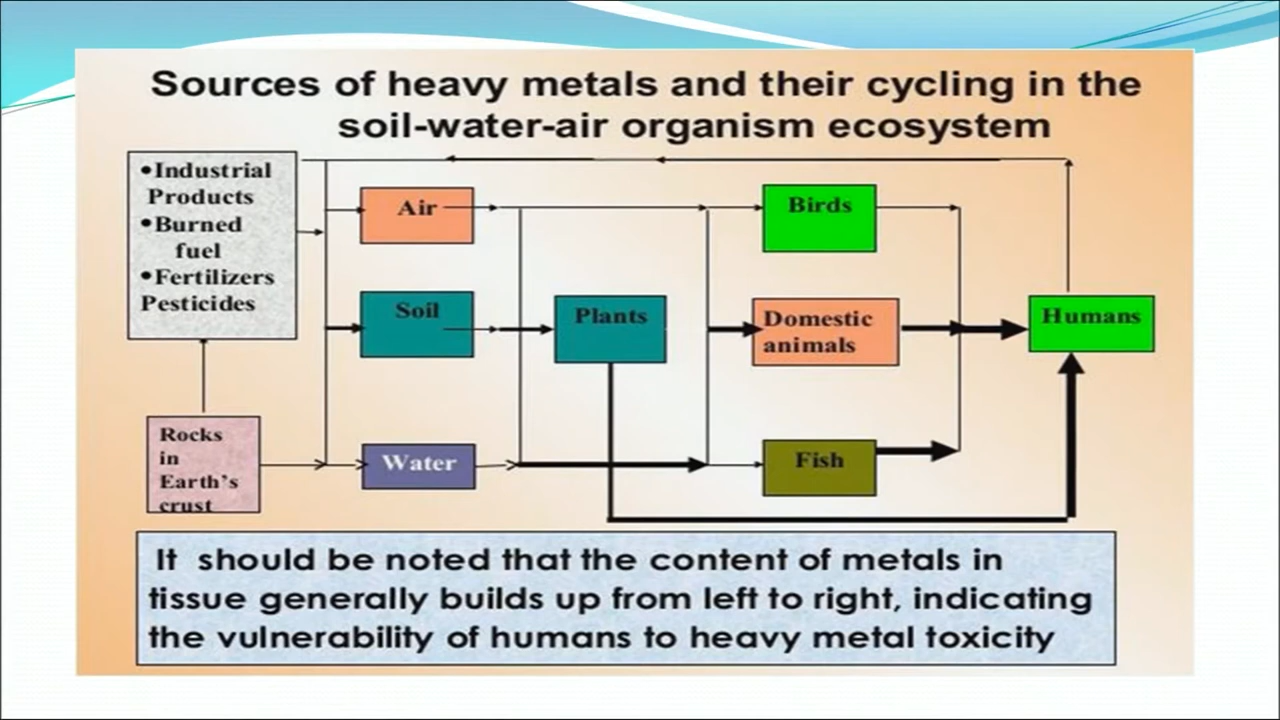 Sources of heavy metals and their cycling in the
soil-water-air organism ecosystem
•Industrial
Products
•Burned
fuel
•Fertilizers
Pesticides
Air
Birds
Soil
Plants
Domestic
animals
Humans
Rocks
in
Earth's
crust
Water
Fish
It should be noted that the content of metals in
tissue generally builds up from left to right, indicating
the vulnerability of humans to heavy metal toxicity